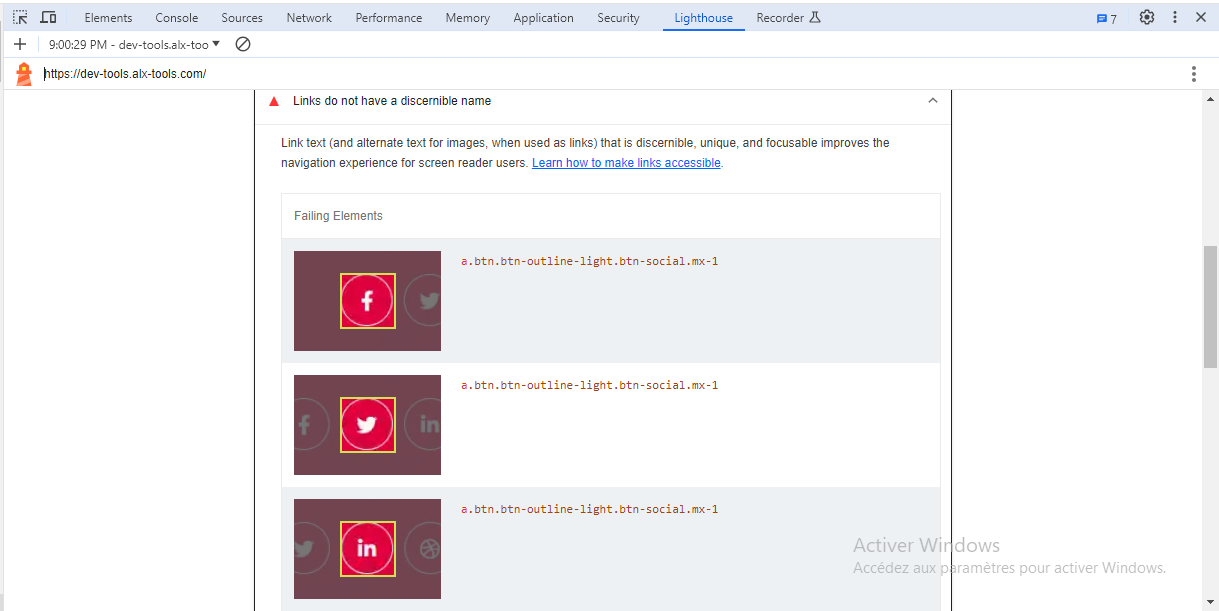 Elements Console Sources Network Performance Memory Application Security Lighthouse Recorder 7
9:00:29 PM - dev-tools.alx-too
https://dev-tools.alx-tools.com/
Links do not have a discernible name
Link text (and alternate text for images, when used as links) that is discernible, unique, and focusable improves the
navigation experience for screen reader users. Learn how to make links accessible.
Failing Elements
a.btn.btn-outline-light.btn-social.mx-1
a.btn.btn-outline-light.btn-social.mx-1
in
a.btn.btn-outline-light.btn-social.mx-1
in
Activer Windows
Accédez aux paramètres pour activer Windows.